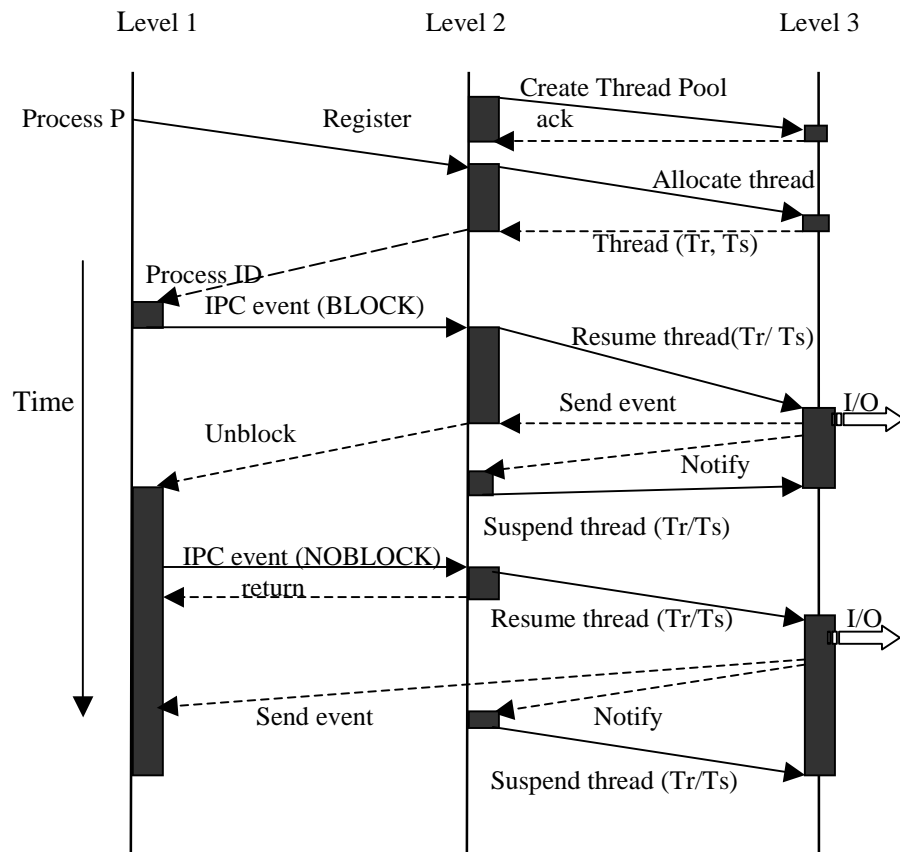 Level 1
Level 2
Level 3
Create Thread Pool
Process P
Register
ack
Allocate thread
Thread (Tr, Ts)
Process ID
IPC event (BLOCK)
Resume thread(Tr/ Ts)
Time
Send event
I/O
Unblock
Notify
Suspend thread (Tr/Ts)
IPC event (NOBLOCK)
return
Resume thread (Tr/Ts)
I/O
Send event
Notify
Suspend thread (Tr/Ts)